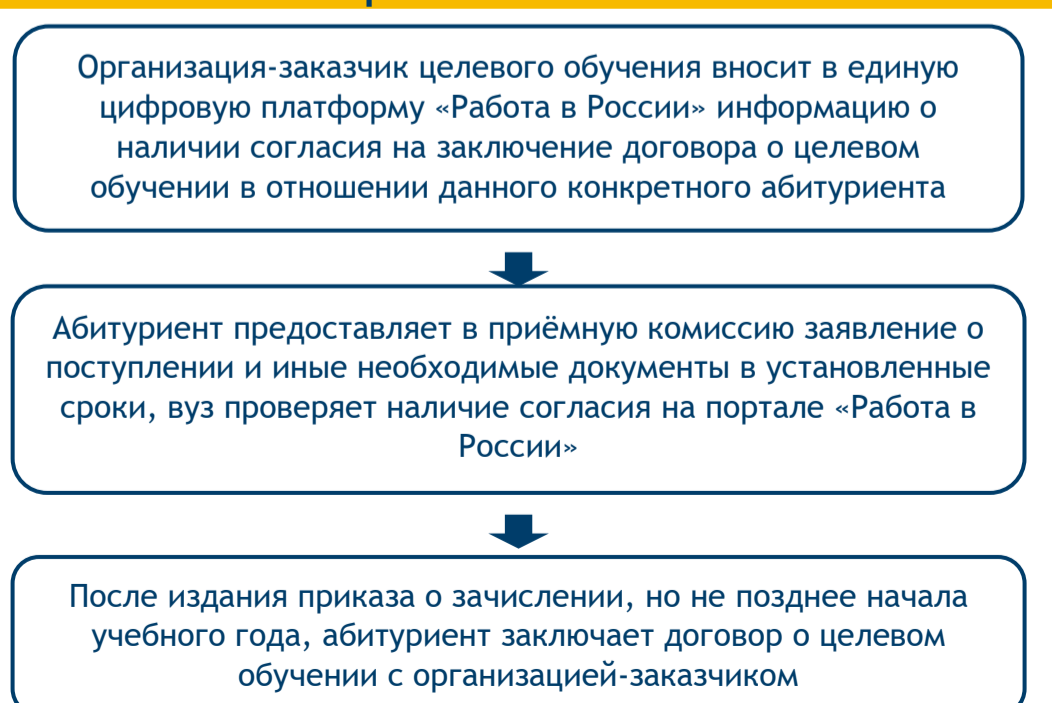 Организация-заказчик целевого обучения вносит в единую
цифровую платформу «Работа в России» информацию о
наличии согласия на заключение договора о целевом
обучении в отношении данного конкретного абитуриента
Абитуриент предоставляет в приёмную комиссию заявление о
поступлении и иные необходимые документы в установленные
сроки, вуз проверяет наличие согласия на портале «Работа в
России»
После издания приказа о зачислении, но не позднее начала
учебного года, абитуриент заключает договор о целевом
обучении с организацией-заказчиком